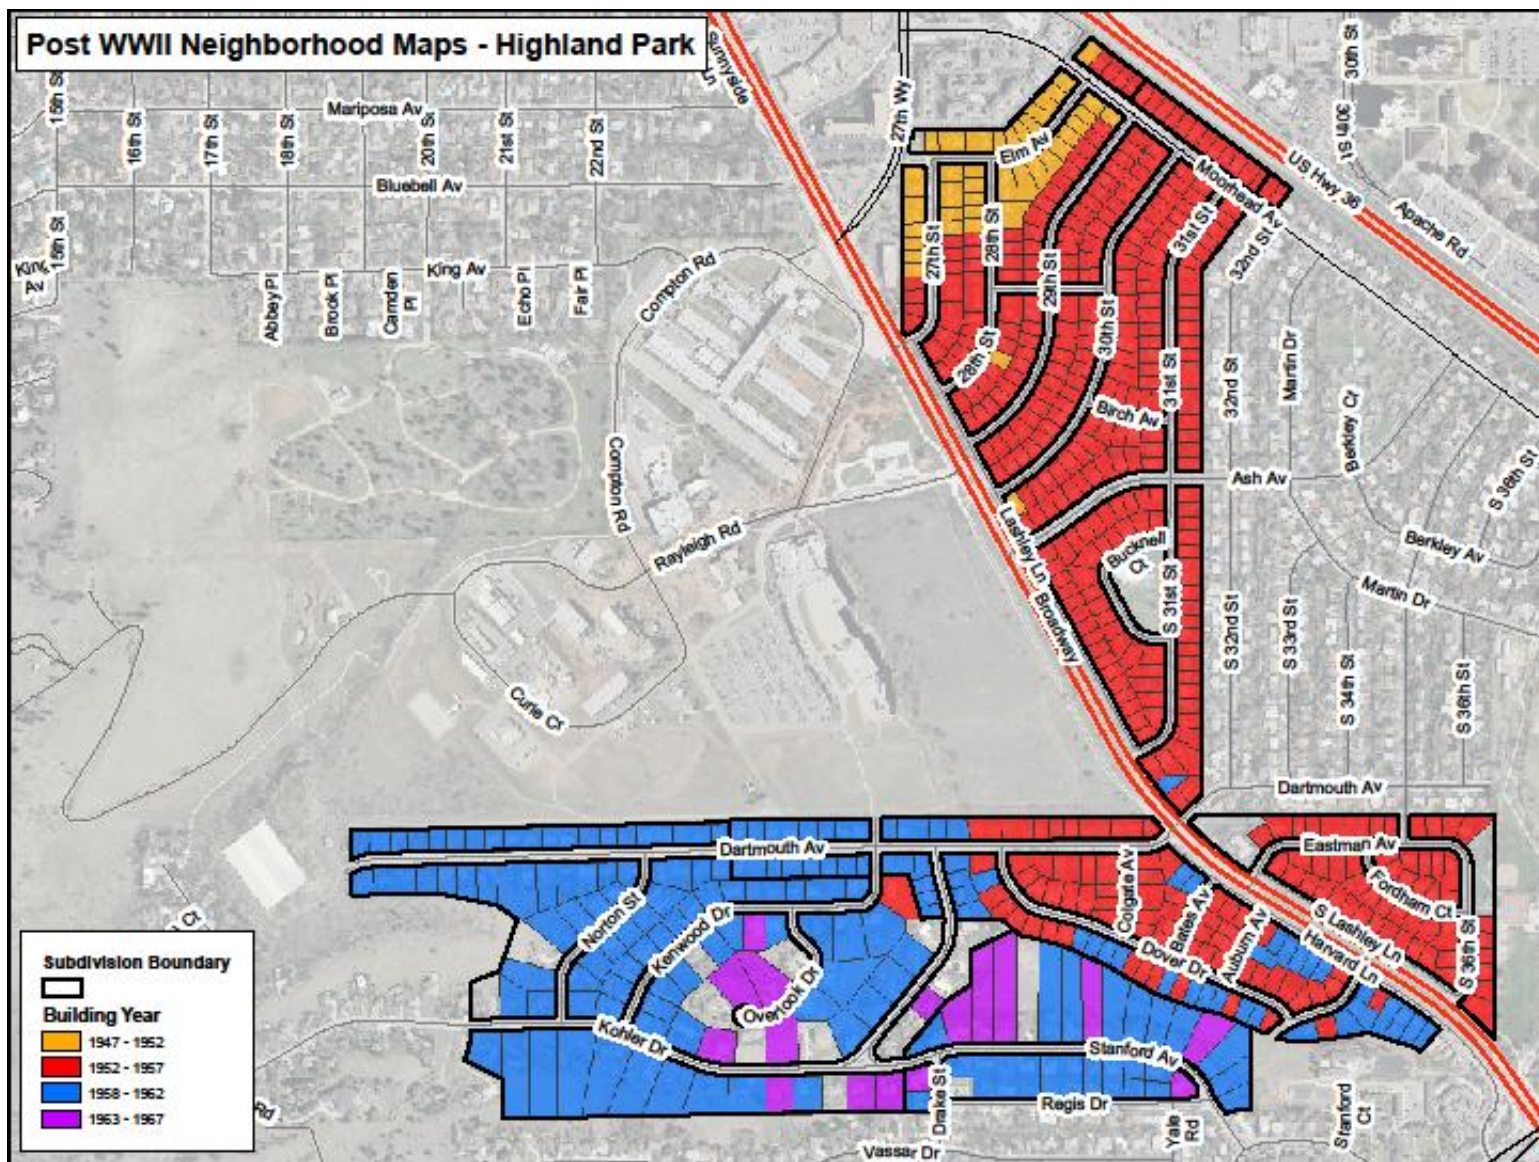 Post WWII Neighborhood Maps - Highland Park
Sunnyside
Ln
30th St
30th St
15th St
16th St
17th St
18th St
Mariposa Av
20th St
21st St
22nd St
27th Wy
Elm Av
US Hwy 36
Moorhead Av
Apache Rd
Bluebell Av
15th St
King
Av
King Av
Abbey Pl
Brook Pl
Camden
Pl
Echo Pl
Fair Pl
Compton Rd
27th St
28th St
29th St
31st St
32nd St
30th St
28th St
31st St
32nd St
Martin Dr
Birch Av
Berkley Cr
Compton Rd
Ash Av
S 36th St
Rayleigh Rd
Lashley Ln
Broadway
Bucknell
Ct
Berkley Av
Martin Dr
S 31st St
S 32nd St
S 33rd St
S 34th St
S 36th St
Curie Cr
Dartmouth Av
Dartmouth Av
Eastman Av
Colgate Av
Fordham Ct
Bates Av
Norton St
Kenwood Dr
Dover Dr
Auburn Av
S Lashley Ln
Harvard Ln
S 36th St
Ct
Overlook Dr
Kohler Dr
Stanford Av
Drake St
Regis Dr
Yale
Rd
Stanford
Ct
Vassar Dr
Rd
Subdivision Boundary
Building Year
1947 - 1952
1952 - 1957
1958 - 1962
1963 - 1967